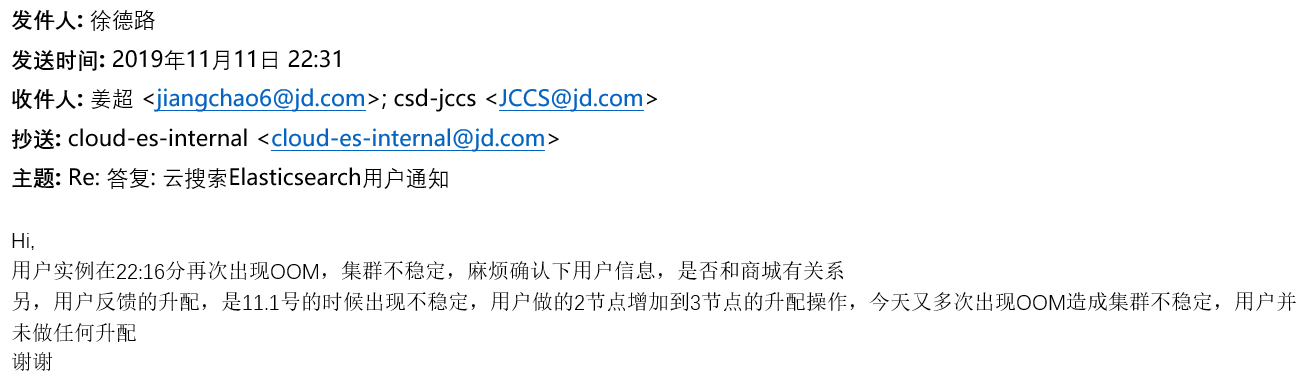 发件人: 徐德路
发送时间: 2019年11月11日 22:31
收件人: 姜超 <jiangchao6@jd.com>; csd-jccs <JCCS@jd.com>
抄送: cloud-es-internal <cloud-es-internal@jd.com>
主题: Re: 答复: 云搜索Elasticsearch用户通知
Hi,
用户实例在22:16分再次出现OOM，集群不稳定，麻烦确认下用户信息，是否和商城有关系
另，用户反馈的升配，是11.1号的时候出现不稳定，用户做的2节点增加到3节点的升配操作，今天又多次出现OOM造成集群不稳定，用户并
未做任何升配
谢谢